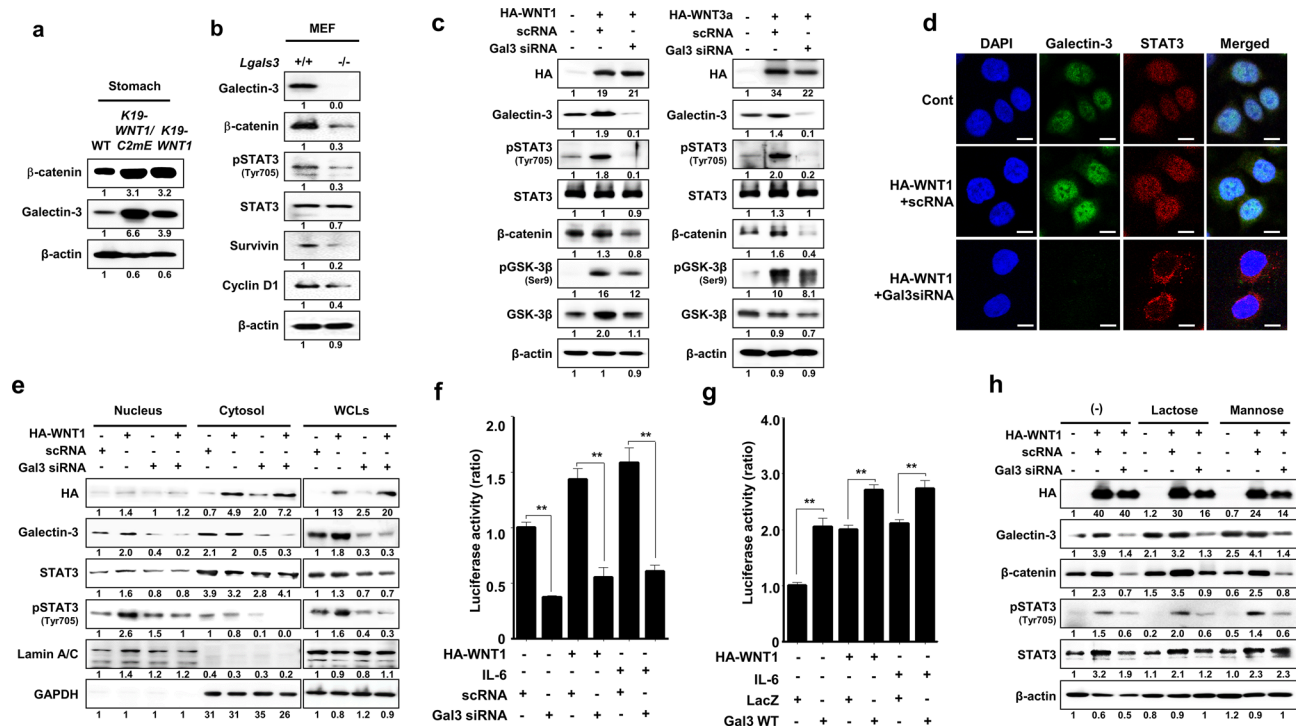 a
Stomach
WT K19-WNT1/C2mE K19-WNT1
β-catenin
1 3.1 3.2
Galectin-3
1 6.6 3.9
β-actin
1 0.6 0.6
b
MEF
Lgals3 +/+ -/-
Galectin-3
1 0.0
β-catenin
1 0.3
pSTAT3
(Tyr705)
1 0.3
STAT3
1 0.7
Survivin
1 0.2
Cyclin D1
1 0.4
β-actin
1 0.9
c
HA-WNT1 - + +
scRNA - + -
Gal3 siRNA - - +
HA
1 19 21
Galectin-3
1 1.9 0.1
pSTAT3
(Tyr705)
1 1.8 0.1
STAT3
1 1 0.9
β-catenin
1 1.3 0.8
pGSK-3β
(Ser9)
1 16 12
GSK-3β
1 2.0 1.1
β-actin
1 1 0.9
HA-WNT3a - + +
scRNA - + -
Gal3 siRNA - - +
HA
1 34 22
Galectin-3
1 1.4 0.1
pSTAT3
(Tyr705)
1 2.0 0.2
STAT3
1 1.3 1
β-catenin
1 1.6 0.4
pGSK-3β
(Ser9)
1 10 8.1
GSK-3β
1 0.9 0.7
β-actin
1 0.9 0.9
d
DAPI Galectin-3 STAT3 Merged
Cont
HA-WNT1
+scRNA
HA-WNT1
+Gal3siRNA
e
Nucleus Cytosol WCLs
HA-WNT1 - + - + - + - + - + - +
scRNA + + - - + + - - + + - -
Gal3 siRNA - - + + - - + + - - + +
HA
1 1.4 1 1.2 0.7 4.9 2.0 7.2 1 13 2.5 20
Galectin-3
1 2.0 0.4 0.2 2.1 2 0.5 0.3 1 1.8 0.3 0.3
STAT3
1 1.6 0.8 0.8 3.9 3.2 2.8 4.1 1 1.3 0.7 0.7
pSTAT3
(Tyr705)
1 2.6 1.5 1 1 0.8 0.1 0.0 1 1.6 0.4 0.3
Lamin A/C
1 1.4 1.2 1.2 0.4 0.3 0.3 0.2 1 0.9 0.8 1.1
GAPDH
1 1 1 1 31 31 35 26 1 0.8 1.2 0.9
f
Luciferase activity (ratio)
2.0
1.5
1.0
0.5
0
** ** **
HA-WNT1 - - + + - -
IL-6 - - - - + +
scRNA + - + - + -
Gal3 siRNA - + - + - +
g
Luciferase activity (ratio)
4.0
3.0
2.0
1.0
0
** ** **
HA-WNT1 - - + + - -
IL-6 - - - - + +
LacZ + - + - + -
Gal3 WT - + - + - +
h
(-) Lactose Mannose
HA-WNT1 - + + - + + - + +
scRNA - + - - + - - + -
Gal3 siRNA - - + - - + - - +
HA
1 40 40 1.2 30 16 0.7 24 14
Galectin-3
1 3.9 1.4 2.1 3.2 1.3 2.5 4.1 1.4
β-catenin
1 2.3 0.7 1.5 3.5 0.9 0.6 2.5 0.8
pSTAT3
(Tyr705)
1 1.5 0.6 0.2 2.0 0.6 0.5 1.4 0.6
STAT3
1 3.2 1.9 1.1 2.1 1.2 1.0 2.3 2.3
β-actin
1 0.6 0.5 0.8 0.9 1 1 0.9 1